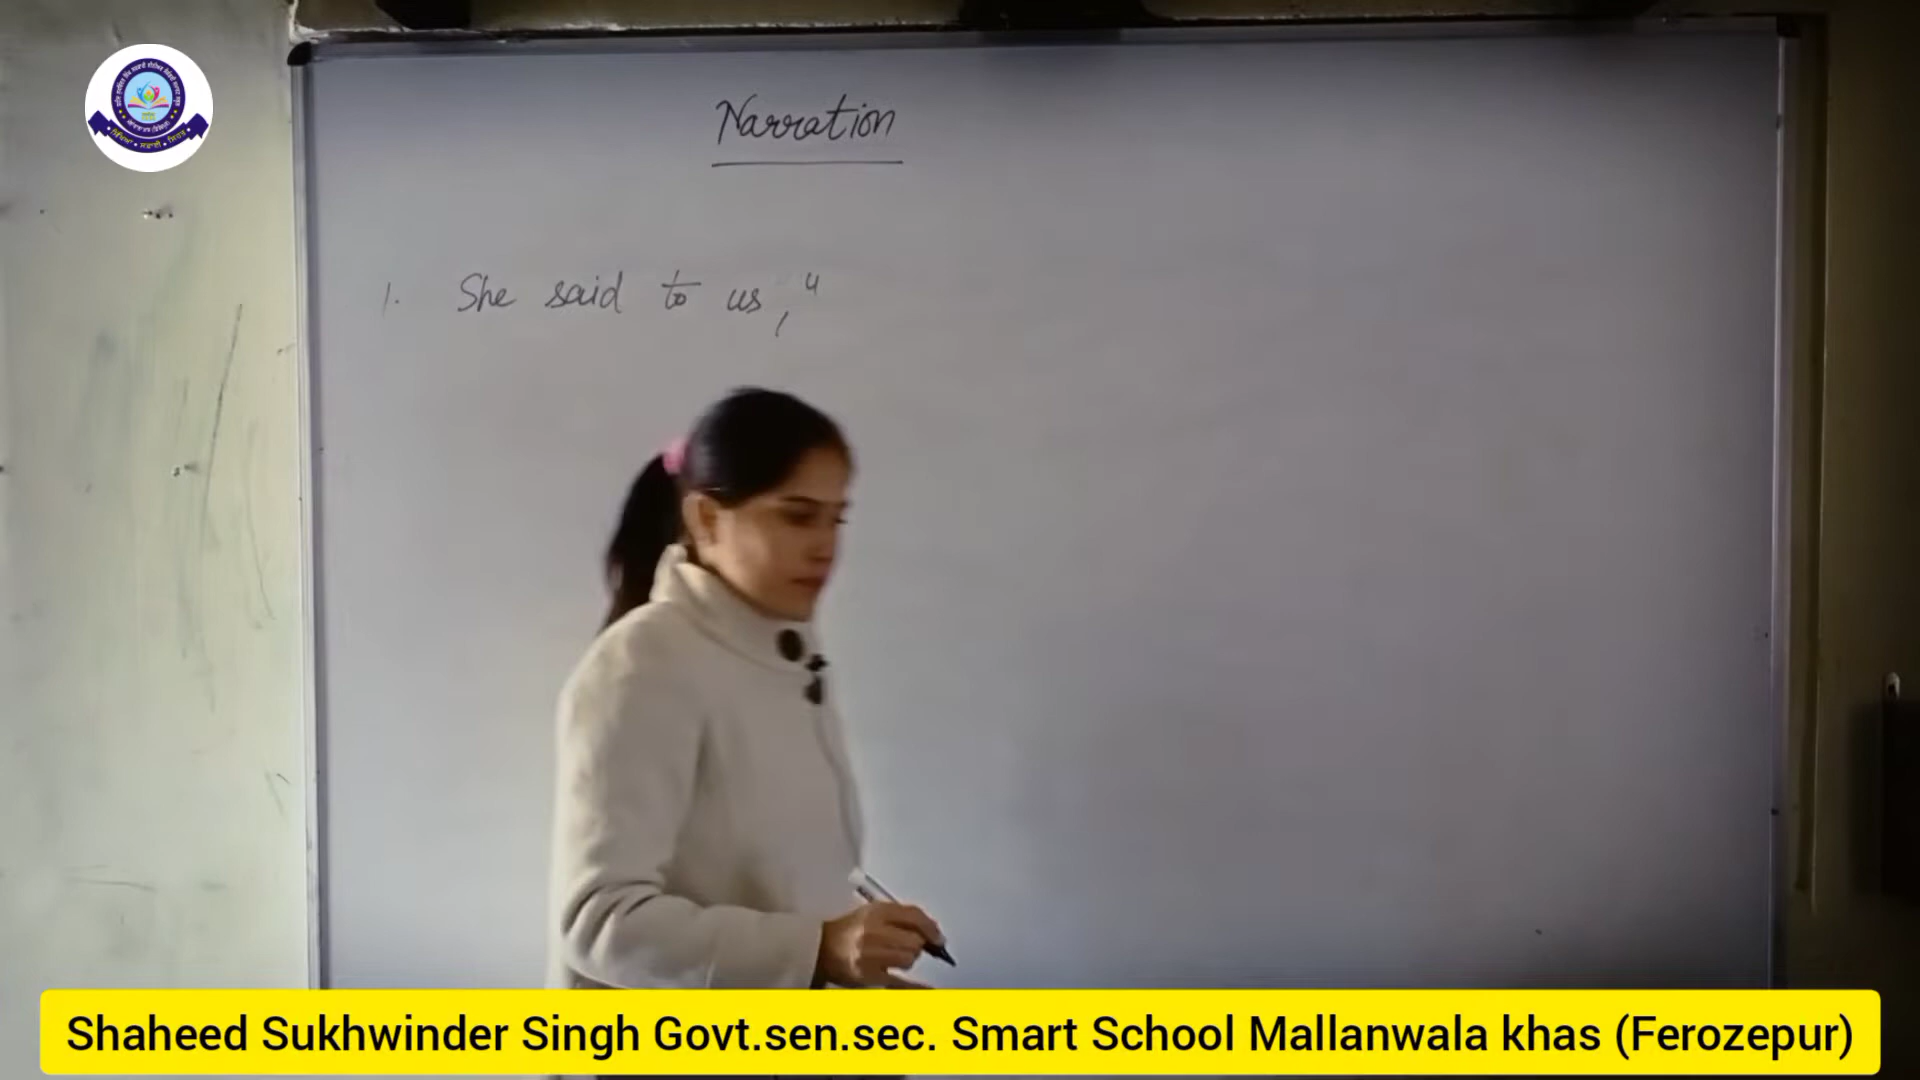 Narration
1. She said to us, "
Shaheed Sukhwinder Singh Govt.sen.sec. Smart School Mallanwala khas (Ferozepur)